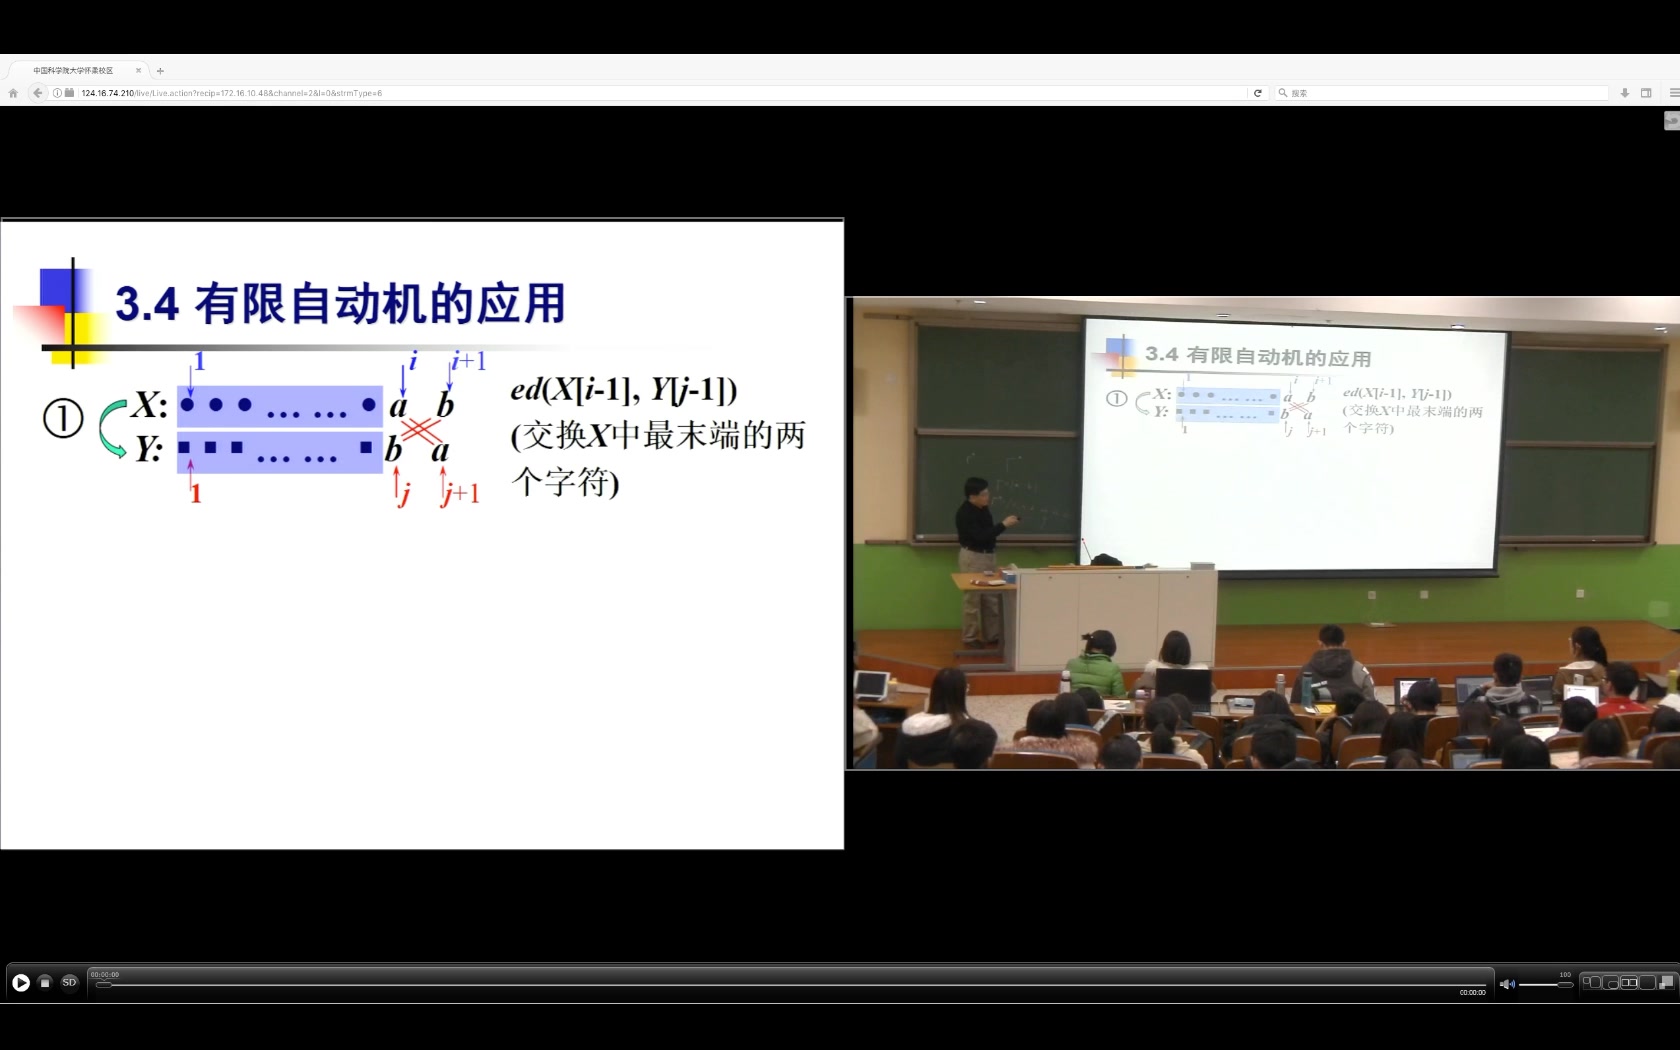 中国科学院大学怀柔校区
124.16.74.210/live/Live.action?recip=172.16.10.48&channel=2&l=0&strmType=6
搜索
3.4 有限自动机的应用
1 i i+1
① X: ● ● ● … … ● a b
Y: ■ ■ ■ … … ■ b a
1 j j+1
ed(X[i-1], Y[j-1])
(交换X中最末端的两
个字符)
3.4 有限自动机的应用
1 i i+1
① X: a b
Y: b a
1 j j+1
ed(X[i-1], Y[j-1])
(交换X中最末端的两
个字符)
SD
00:00:00
00:00:00
100